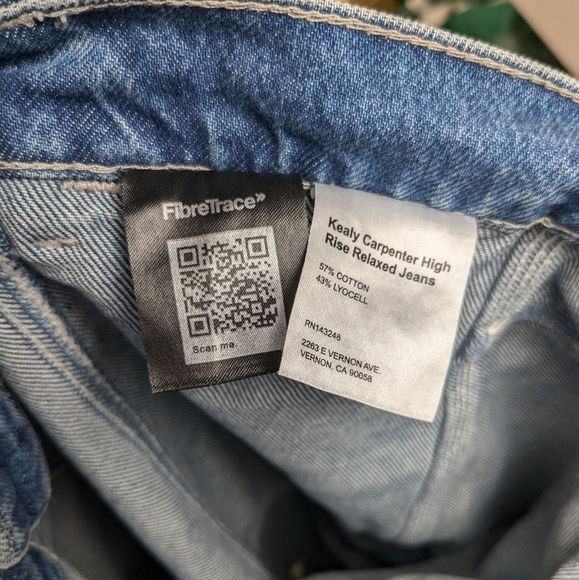 FibreTrace»
Scan me.
Kealy Carpenter High
Rise Relaxed Jeans
57% COTTON
43% LYOCELL
RN143248
2263 E VERNON AVE.
VERNON, CA 90058